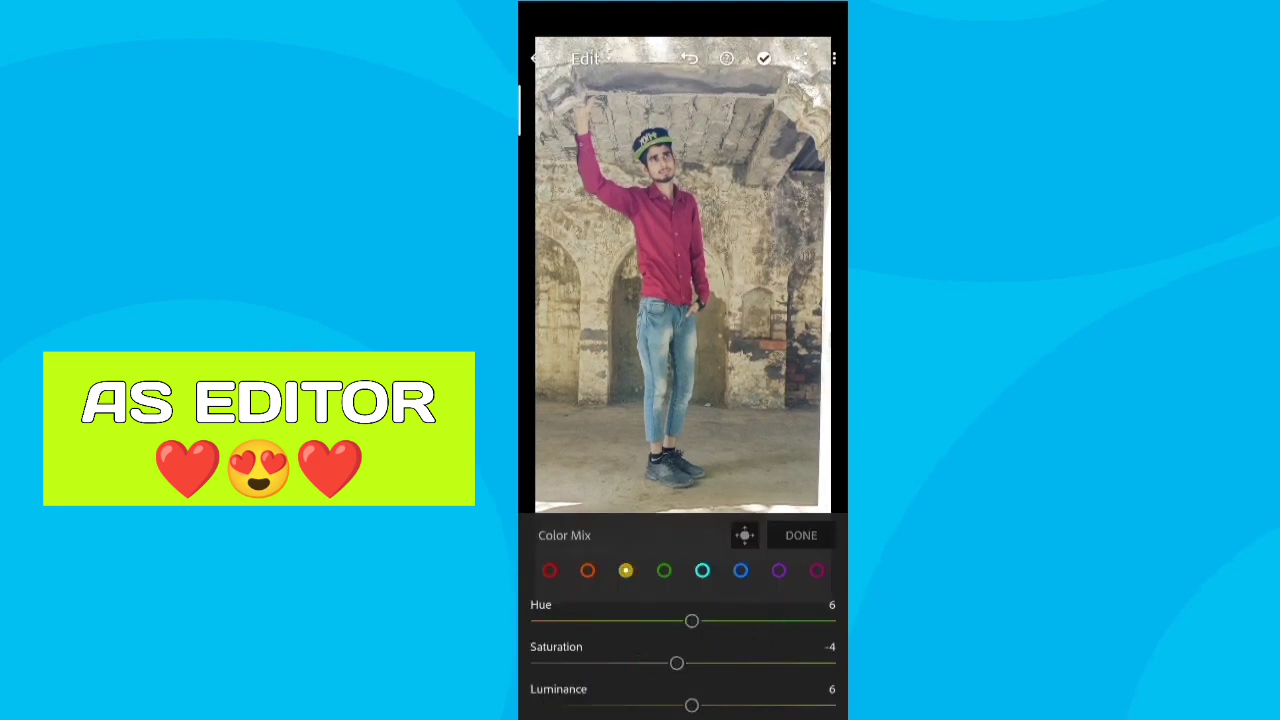 AS EDITOR
❤️😍❤️
Edit
Color Mix
DONE
Hue 6
Saturation -4
Luminance 6